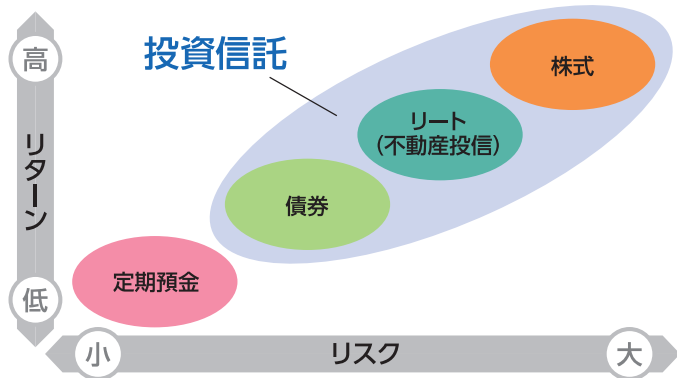 投資信託
高
株式
リート
(不動産投信)
リターン
債券
定期預金
低
小
リスク
大